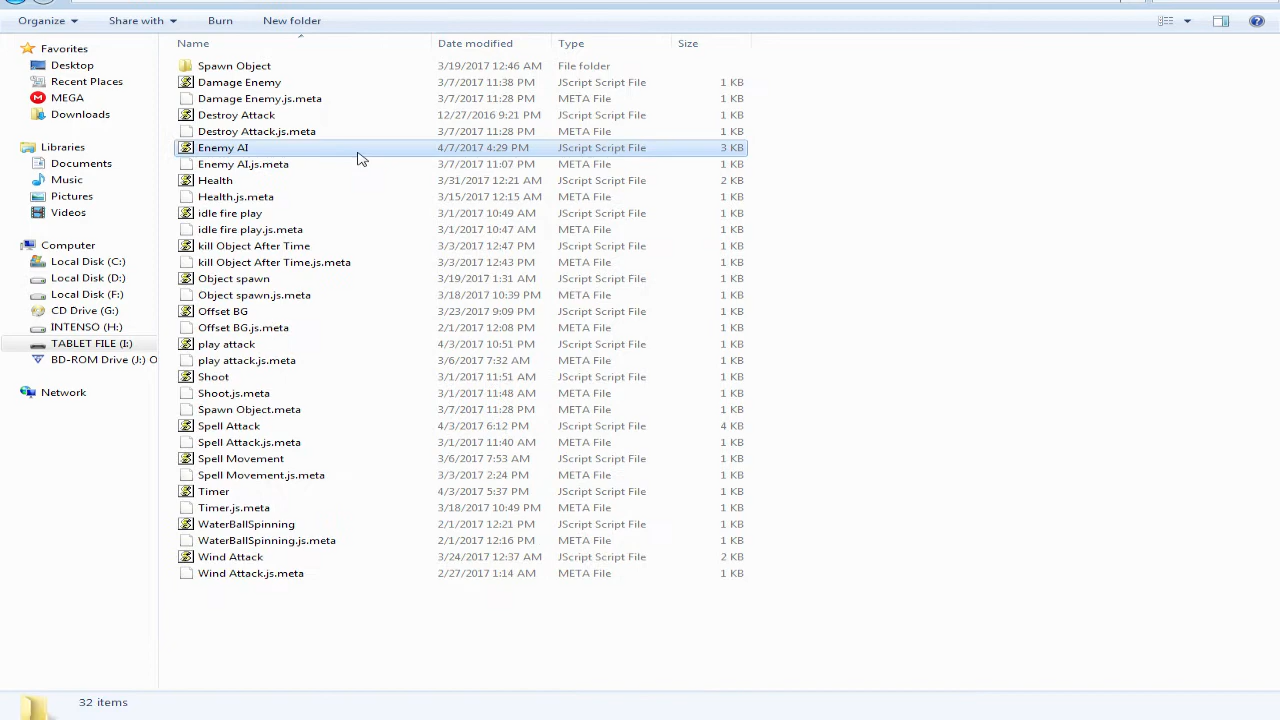 Organize Share with Burn New folder
Name Date modified Type Size
Favorites
Desktop
Recent Places
MEGA
Downloads
Libraries
Documents
Music
Pictures
Videos
Computer
Local Disk (C:)
Local Disk (D:)
Local Disk (F:)
CD Drive (G:)
INTENSO (H:)
TABLET FILE (I:)
BD-ROM Drive (J:) O
Network
Spawn Object 3/19/2017 12:46 AM File folder
Damage Enemy 3/7/2017 11:38 PM JScript Script File 1 KB
Damage Enemy.js.meta 3/7/2017 11:28 PM META File 1 KB
Destroy Attack 12/27/2016 9:21 PM JScript Script File 1 KB
Destroy Attack.js.meta 3/7/2017 11:28 PM META File 1 KB
Enemy AI 4/7/2017 4:29 PM JScript Script File 3 KB
Enemy AI.js.meta 3/7/2017 11:07 PM META File 1 KB
Health 3/31/2017 12:21 AM JScript Script File 2 KB
Health.js.meta 3/15/2017 12:15 AM META File 1 KB
idle fire play 3/1/2017 10:49 AM JScript Script File 1 KB
idle fire play.js.meta 3/1/2017 10:47 AM META File 1 KB
kill Object After Time 3/3/2017 12:47 PM JScript Script File 1 KB
kill Object After Time.js.meta 3/3/2017 12:43 PM META File 1 KB
Object spawn 3/19/2017 1:31 AM JScript Script File 1 KB
Object spawn.js.meta 3/18/2017 10:39 PM META File 1 KB
Offset BG 3/23/2017 9:09 PM JScript Script File 1 KB
Offset BG.js.meta 2/1/2017 12:08 PM META File 1 KB
play attack 4/3/2017 10:51 PM JScript Script File 1 KB
play attack.js.meta 3/6/2017 7:32 AM META File 1 KB
Shoot 3/1/2017 11:51 AM JScript Script File 1 KB
Shoot.js.meta 3/1/2017 11:48 AM META File 1 KB
Spawn Object.meta 3/7/2017 11:28 PM META File 1 KB
Spell Attack 4/3/2017 6:12 PM JScript Script File 4 KB
Spell Attack.js.meta 3/1/2017 11:40 AM META File 1 KB
Spell Movement 3/6/2017 7:53 AM JScript Script File 1 KB
Spell Movement.js.meta 3/3/2017 2:24 PM META File 1 KB
Timer 4/3/2017 5:37 PM JScript Script File 1 KB
Timer.js.meta 3/18/2017 10:49 PM META File 1 KB
WaterBallSpinning 2/1/2017 12:21 PM JScript Script File 1 KB
WaterBallSpinning.js.meta 2/1/2017 12:16 PM META File 1 KB
Wind Attack 3/24/2017 12:37 AM JScript Script File 2 KB
Wind Attack.js.meta 2/27/2017 1:14 AM META File 1 KB
32 items